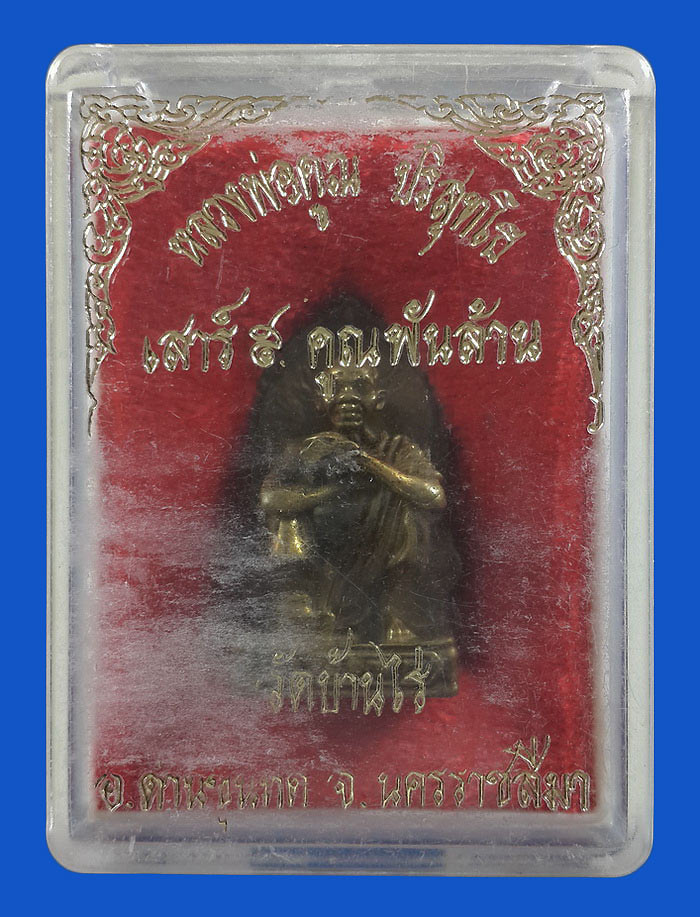 หลวงพ่อคูณ ปริสุทโธ
เสาร์ ๕. คูณพันล้าน
วัดบ้านไร่
อ.ด่านขุนทด จ.นครราชสีมา